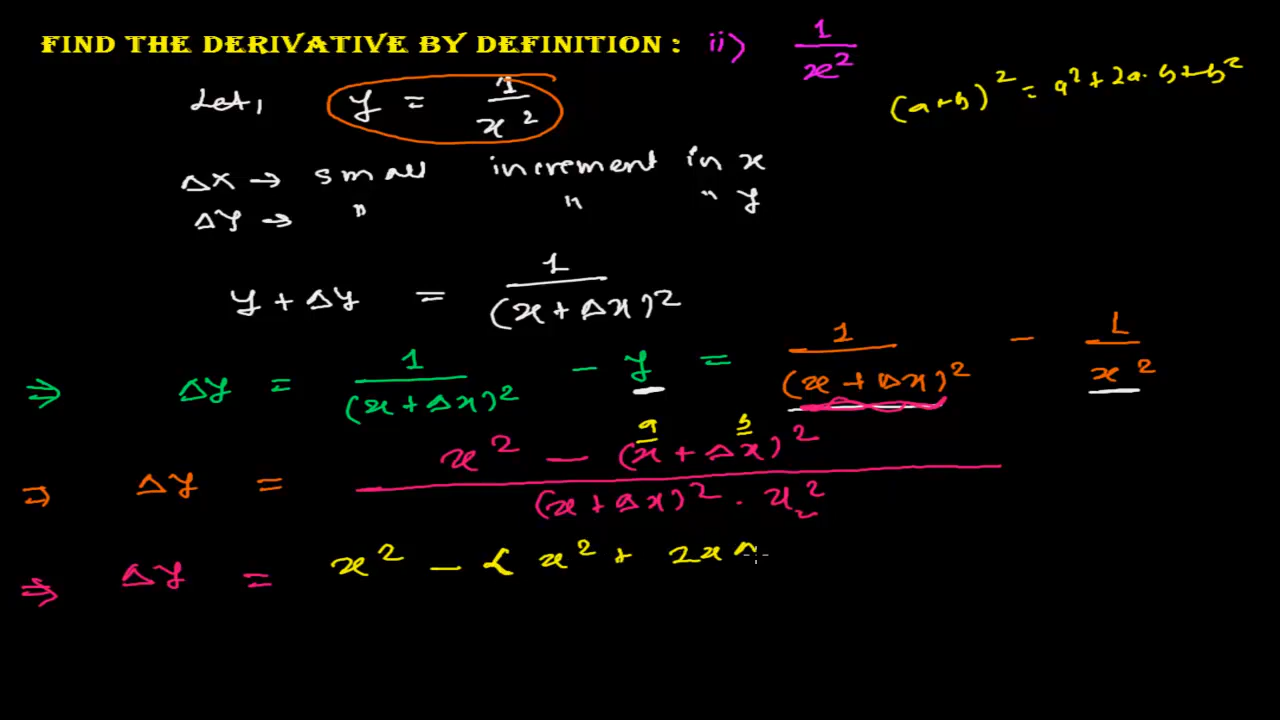 FIND THE DERIVATIVE BY DEFINITION : ii) 1/x²
(a+b)² = a²+2a·b+b²
Let, y = 1/x²
Δx → small increment in x
Δy → " " " y
y + Δy = 1/(x+Δx)²
⇒ Δy = 1/(x+Δx)² - y = 1/(x+Δx)² - 1/x²
a b
⇒ Δy = x² - (x+Δx)² / (x+Δx)² . x²
⇒ Δy = x² - { x² + 2x